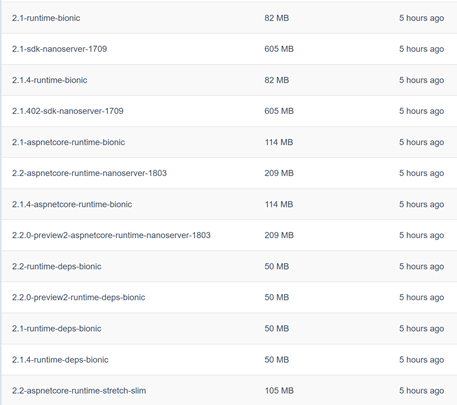 2.1-runtime-bionic 82 MB 5 hours ago
2.1-sdk-nanoserver-1709 605 MB 5 hours ago
2.1.4-runtime-bionic 82 MB 5 hours ago
2.1.402-sdk-nanoserver-1709 605 MB 5 hours ago
2.1-aspnetcore-runtime-bionic 114 MB 5 hours ago
2.2-aspnetcore-runtime-nanoserver-1803 209 MB 5 hours ago
2.1.4-aspnetcore-runtime-bionic 114 MB 5 hours ago
2.2.0-preview2-aspnetcore-runtime-nanoserver-1803 209 MB 5 hours ago
2.2-runtime-deps-bionic 50 MB 5 hours ago
2.2.0-preview2-runtime-deps-bionic 50 MB 5 hours ago
2.1-runtime-deps-bionic 50 MB 5 hours ago
2.1.4-runtime-deps-bionic 50 MB 5 hours ago
2.2-aspnetcore-runtime-stretch-slim 105 MB 5 hours ago